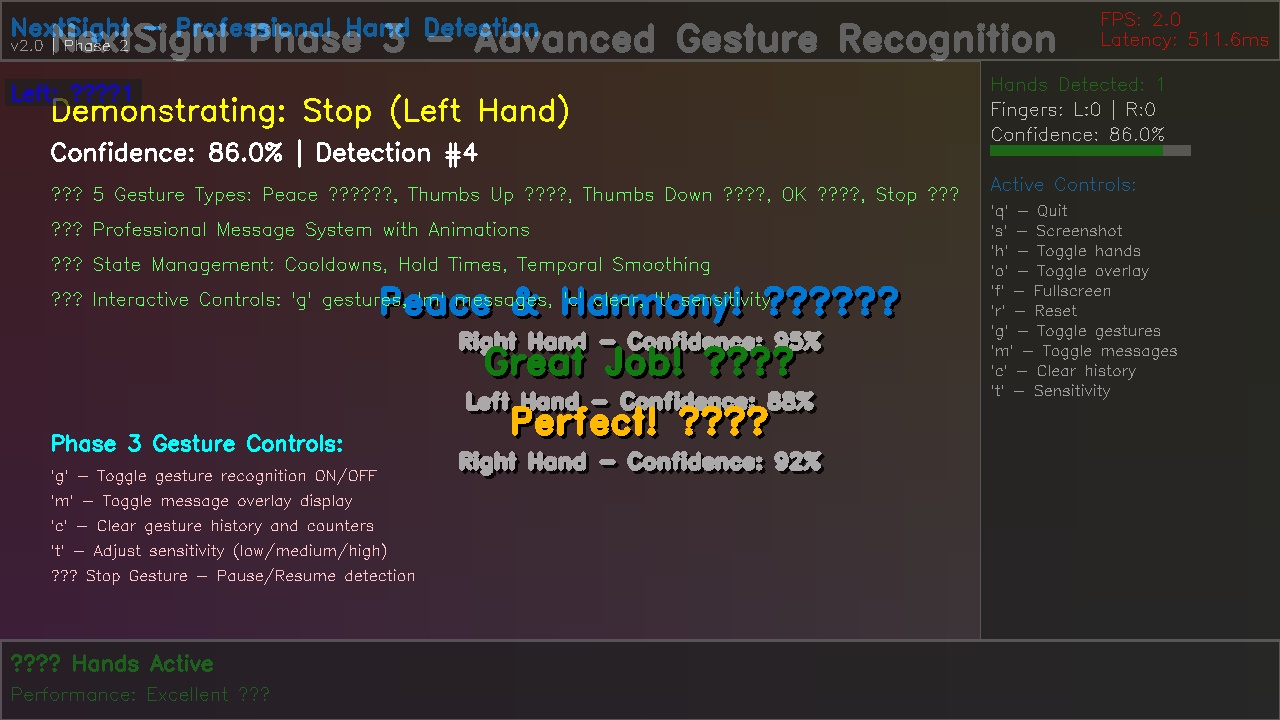 NextSight - Professional Hand Detection
NextSight Phase 3 - Advanced Gesture Recognition
v2.0 | Phase 2
FPS: 2.0
Latency: 511.6ms
Left: ????1
Demonstrating: Stop (Left Hand)
Confidence: 86.0% | Detection #4
??? 5 Gesture Types: Peace ??????, Thumbs Up ????, Thumbs Down ????, OK ????, Stop ???
??? Professional Message System with Animations
??? State Management: Cooldowns, Hold Times, Temporal Smoothing
??? Interactive Controls: 'g' gestures, 'm' messages, 'c' clear, 't' sensitivity
Peace & Harmony! ??????
Right Hand - Confidence: 95%
Great Job! ????
Left Hand - Confidence: 88%
Perfect! ????
Right Hand - Confidence: 92%
Phase 3 Gesture Controls:
'g' - Toggle gesture recognition ON/OFF
'm' - Toggle message overlay display
'c' - Clear gesture history and counters
't' - Adjust sensitivity (low/medium/high)
??? Stop Gesture - Pause/Resume detection
Hands Detected: 1
Fingers: L:0 | R:0
Confidence: 86.0%
Active Controls:
'q' - Quit
's' - Screenshot
'h' - Toggle hands
'o' - Toggle overlay
'f' - Fullscreen
'r' - Reset
'g' - Toggle gestures
'm' - Toggle messages
'c' - Clear history
't' - Sensitivity
???? Hands Active
Performance: Excellent ???